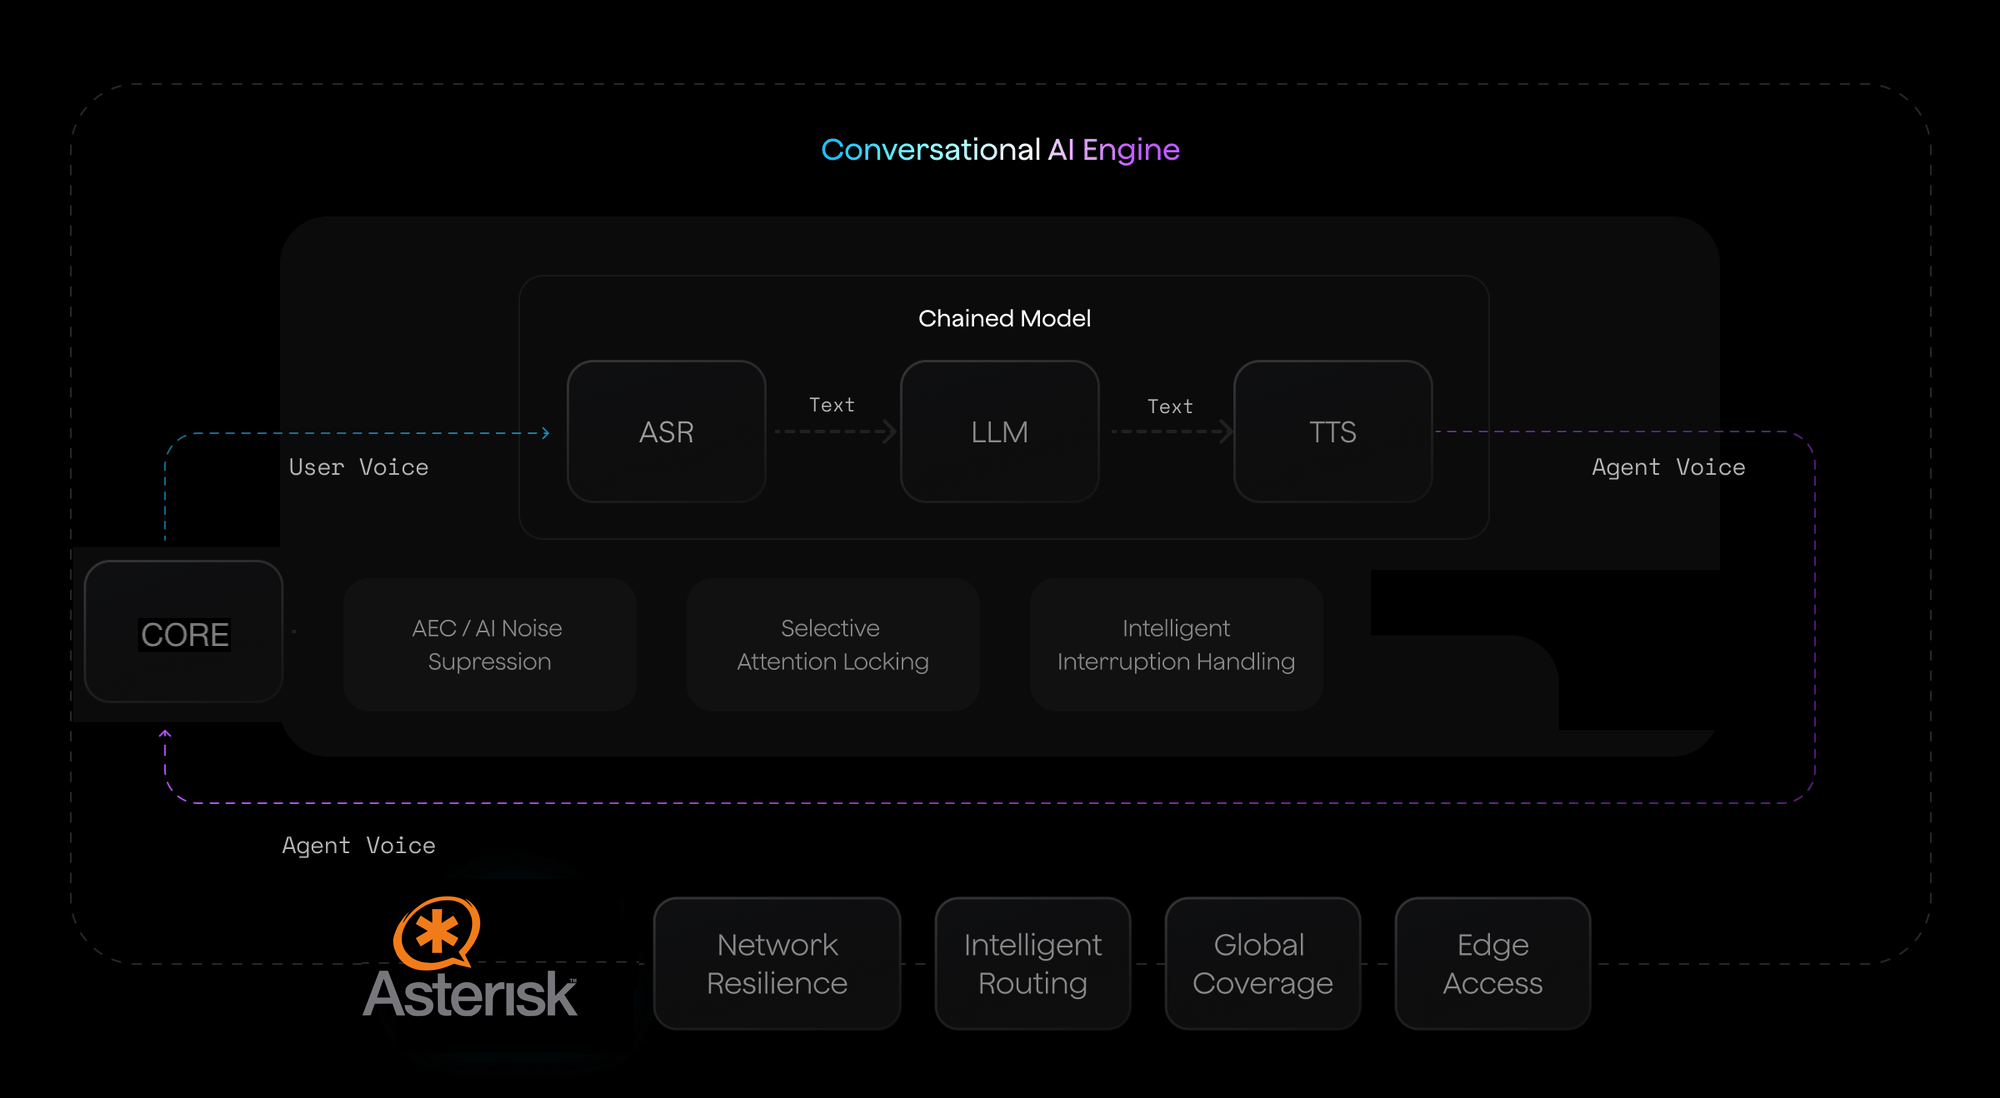 Conversational AI Engine
Chained Model
ASR
Text
LLM
Text
TTS
User Voice
Agent Voice
CORE
AEC / AI Noise
Supression
Selective
Attention Locking
Intelligent
Interruption Handling
Agent Voice
Asterisk™
Network
Resilience
Intelligent
Routing
Global
Coverage
Edge
Access